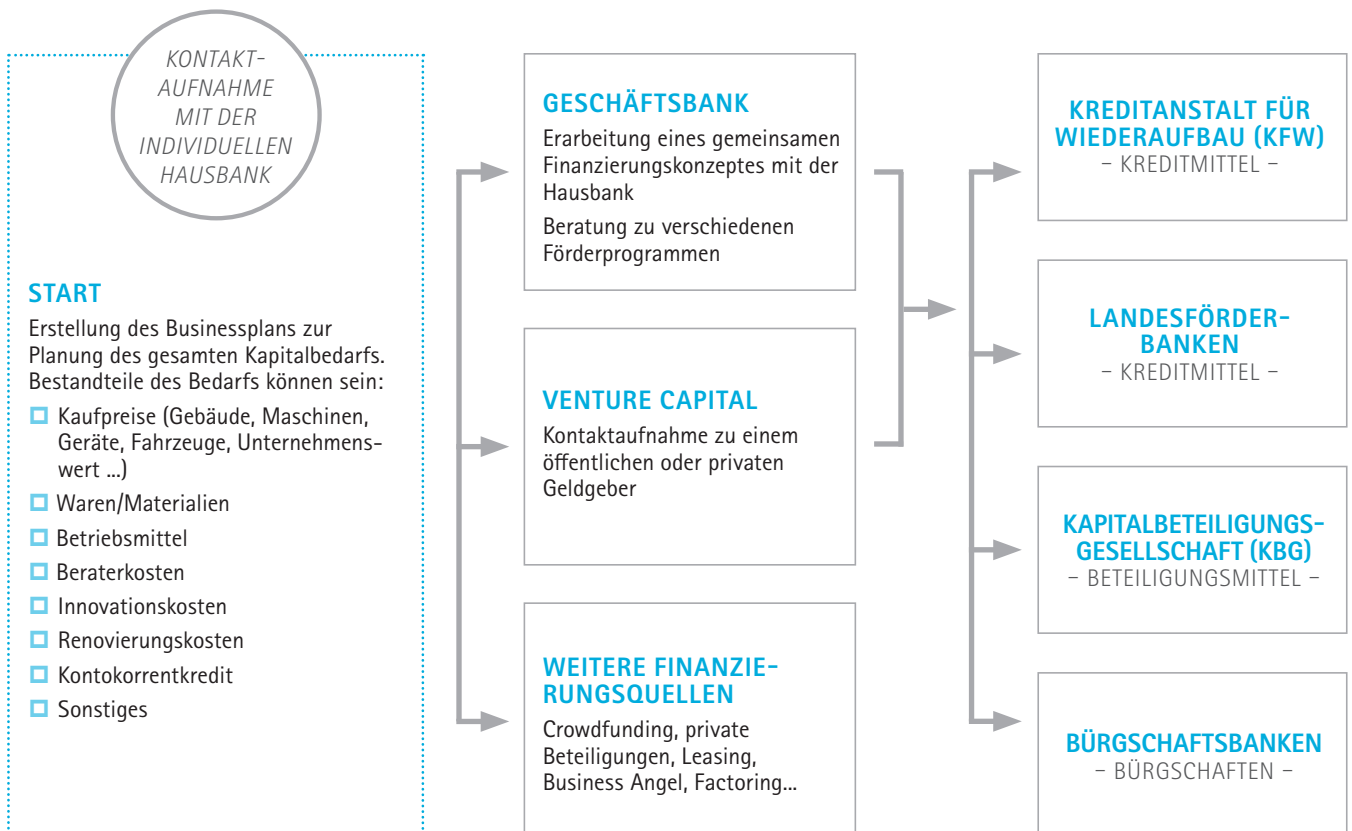 KONTAKT-
AUFNAHME
MIT DER
INDIVIDUELLEN
HAUSBANK
START
Erstellung des Businessplans zur
Planung des gesamten Kapitalbedarfs.
Bestandteile des Bedarfs können sein:
Kaufpreise (Gebäude, Maschinen,
Geräte, Fahrzeuge, Unternehmens-
wert ...)
Waren/Materialien
Betriebsmittel
Beraterkosten
Innovationskosten
Renovierungskosten
Kontokorrentkredit
Sonstiges
GESCHÄFTSBANK
Erarbeitung eines gemeinsamen
Finanzierungskonzeptes mit der
Hausbank
Beratung zu verschiedenen
Förderprogrammen
VENTURE CAPITAL
Kontaktaufnahme zu einem
öffentlichen oder privaten
Geldgeber
WEITERE FINANZIE-
RUNGSQUELLEN
Crowdfunding, private
Beteiligungen, Leasing,
Business Angel, Factoring...
KREDITANSTALT FÜR
WIEDERAUFBAU (KFW)
– KREDITMITTEL –
LANDESFÖRDER-
BANKEN
– KREDITMITTEL –
KAPITALBETEILIGUNGS-
GESELLSCHAFT (KBG)
– BETEILIGUNGSMITTEL –
BÜRGSCHAFTSBANKEN
– BÜRGSCHAFTEN –